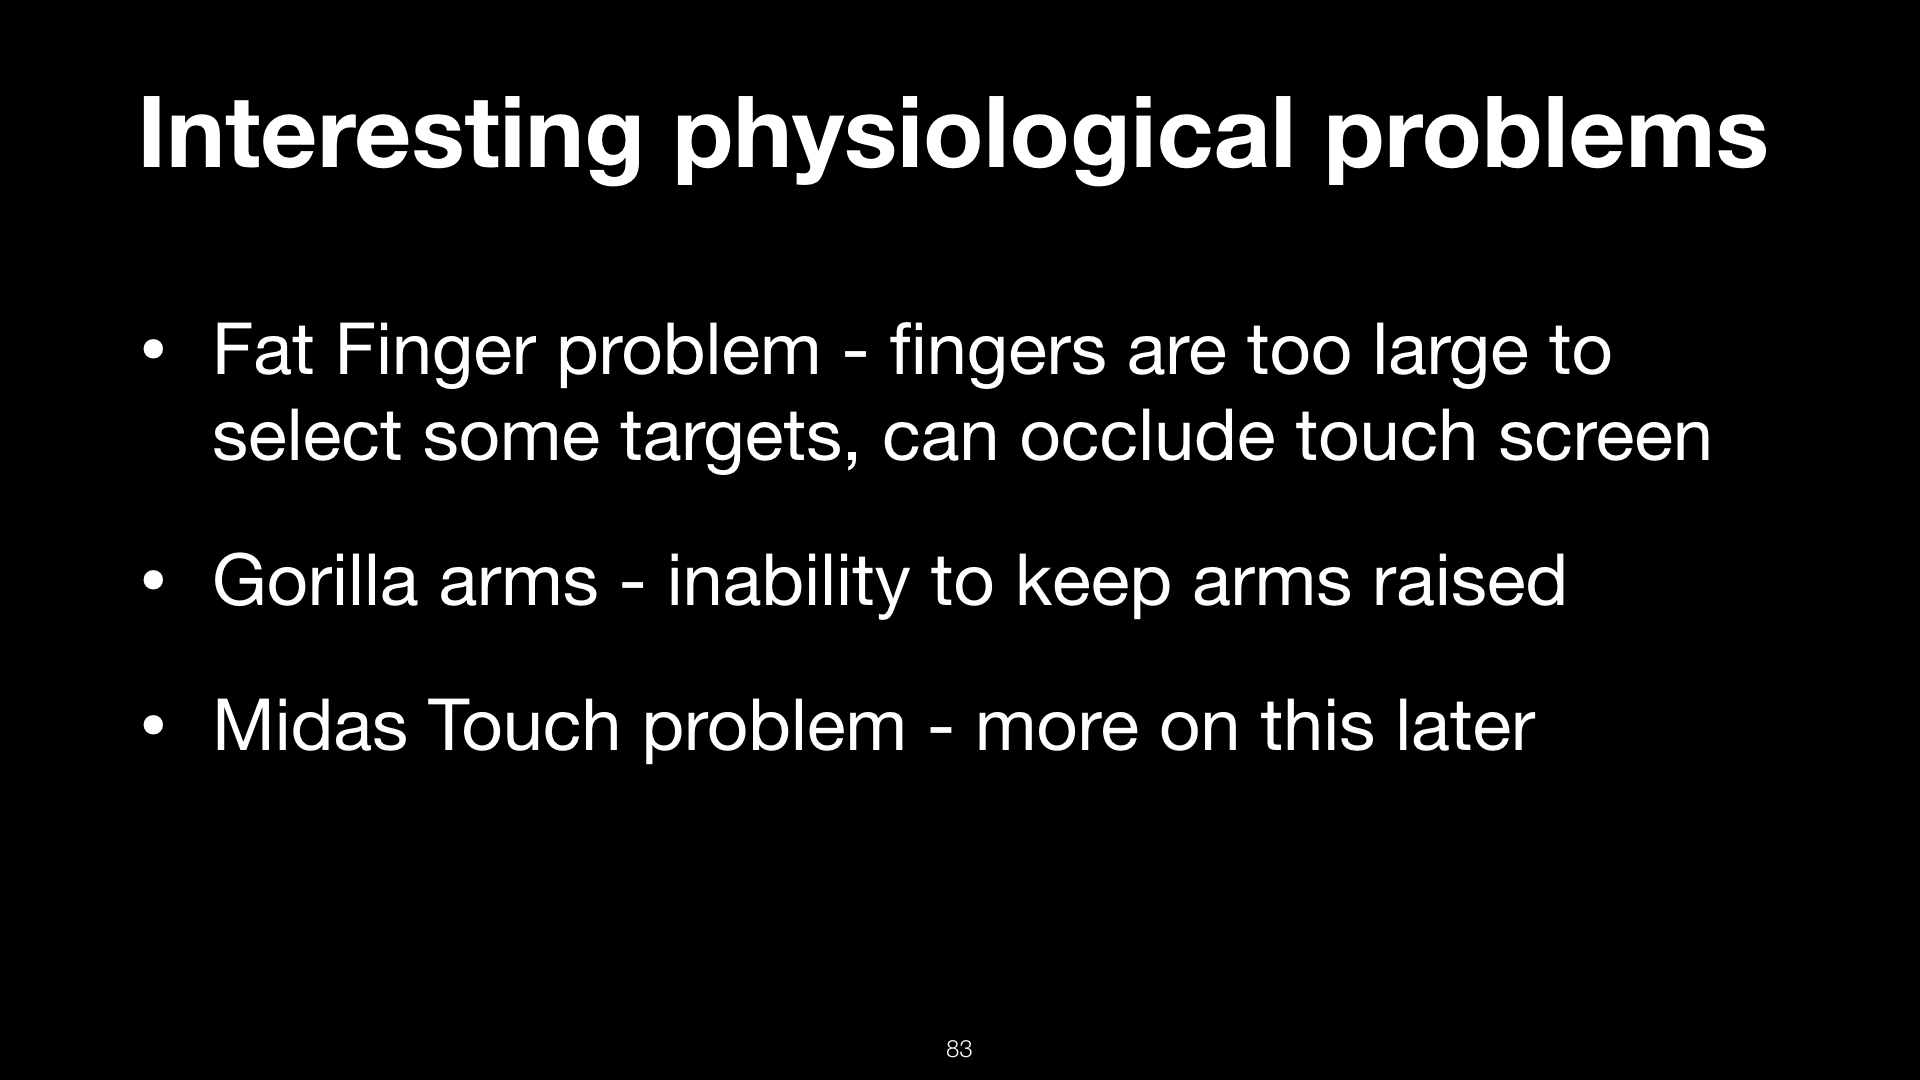 Interesting physiological problems
• Fat Finger problem - fingers are too large to
select some targets, can occlude touch screen
• Gorilla arms - inability to keep arms raised
• Midas Touch problem - more on this later
83